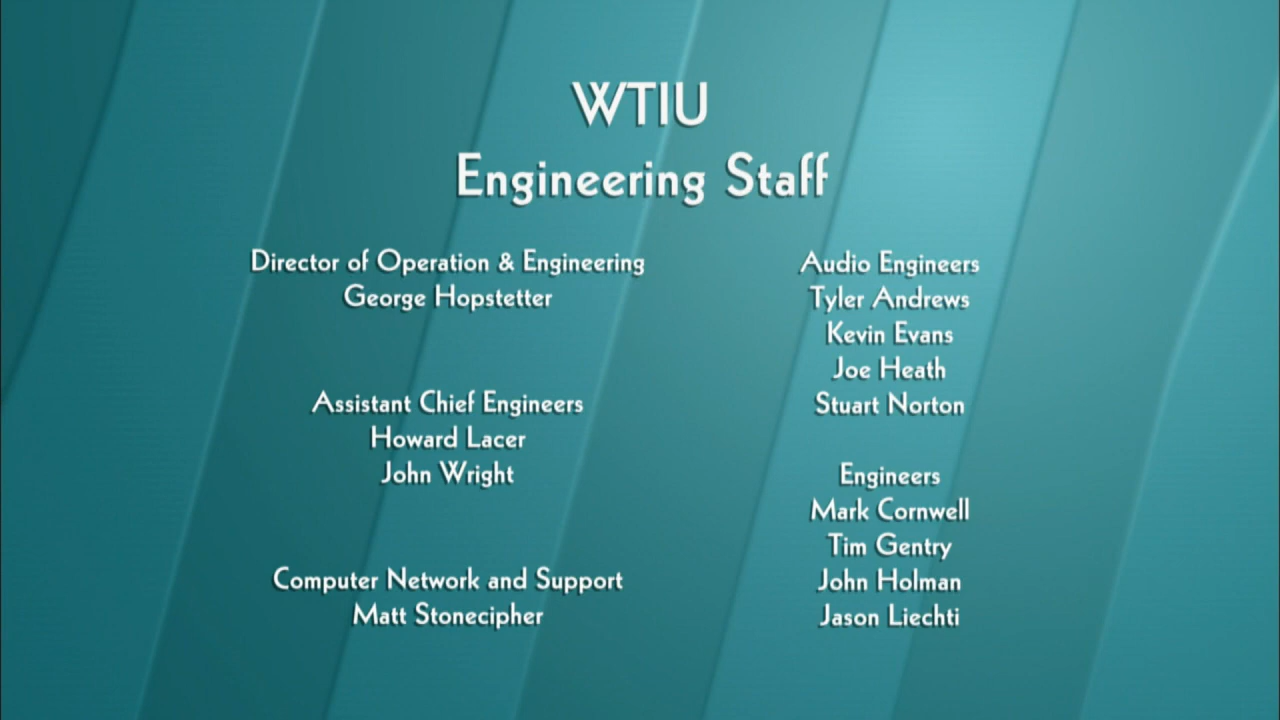 WTIU
Engineering Staff
Director of Operation & Engineering
George Hopstetter
Assistant Chief Engineers
Howard Lacer
John Wright
Computer Network and Support
Matt Stonecipher
Audio Engineers
Tyler Andrews
Kevin Evans
Joe Heath
Stuart Norton
Engineers
Mark Cornwell
Tim Gentry
John Holman
Jason Liechti